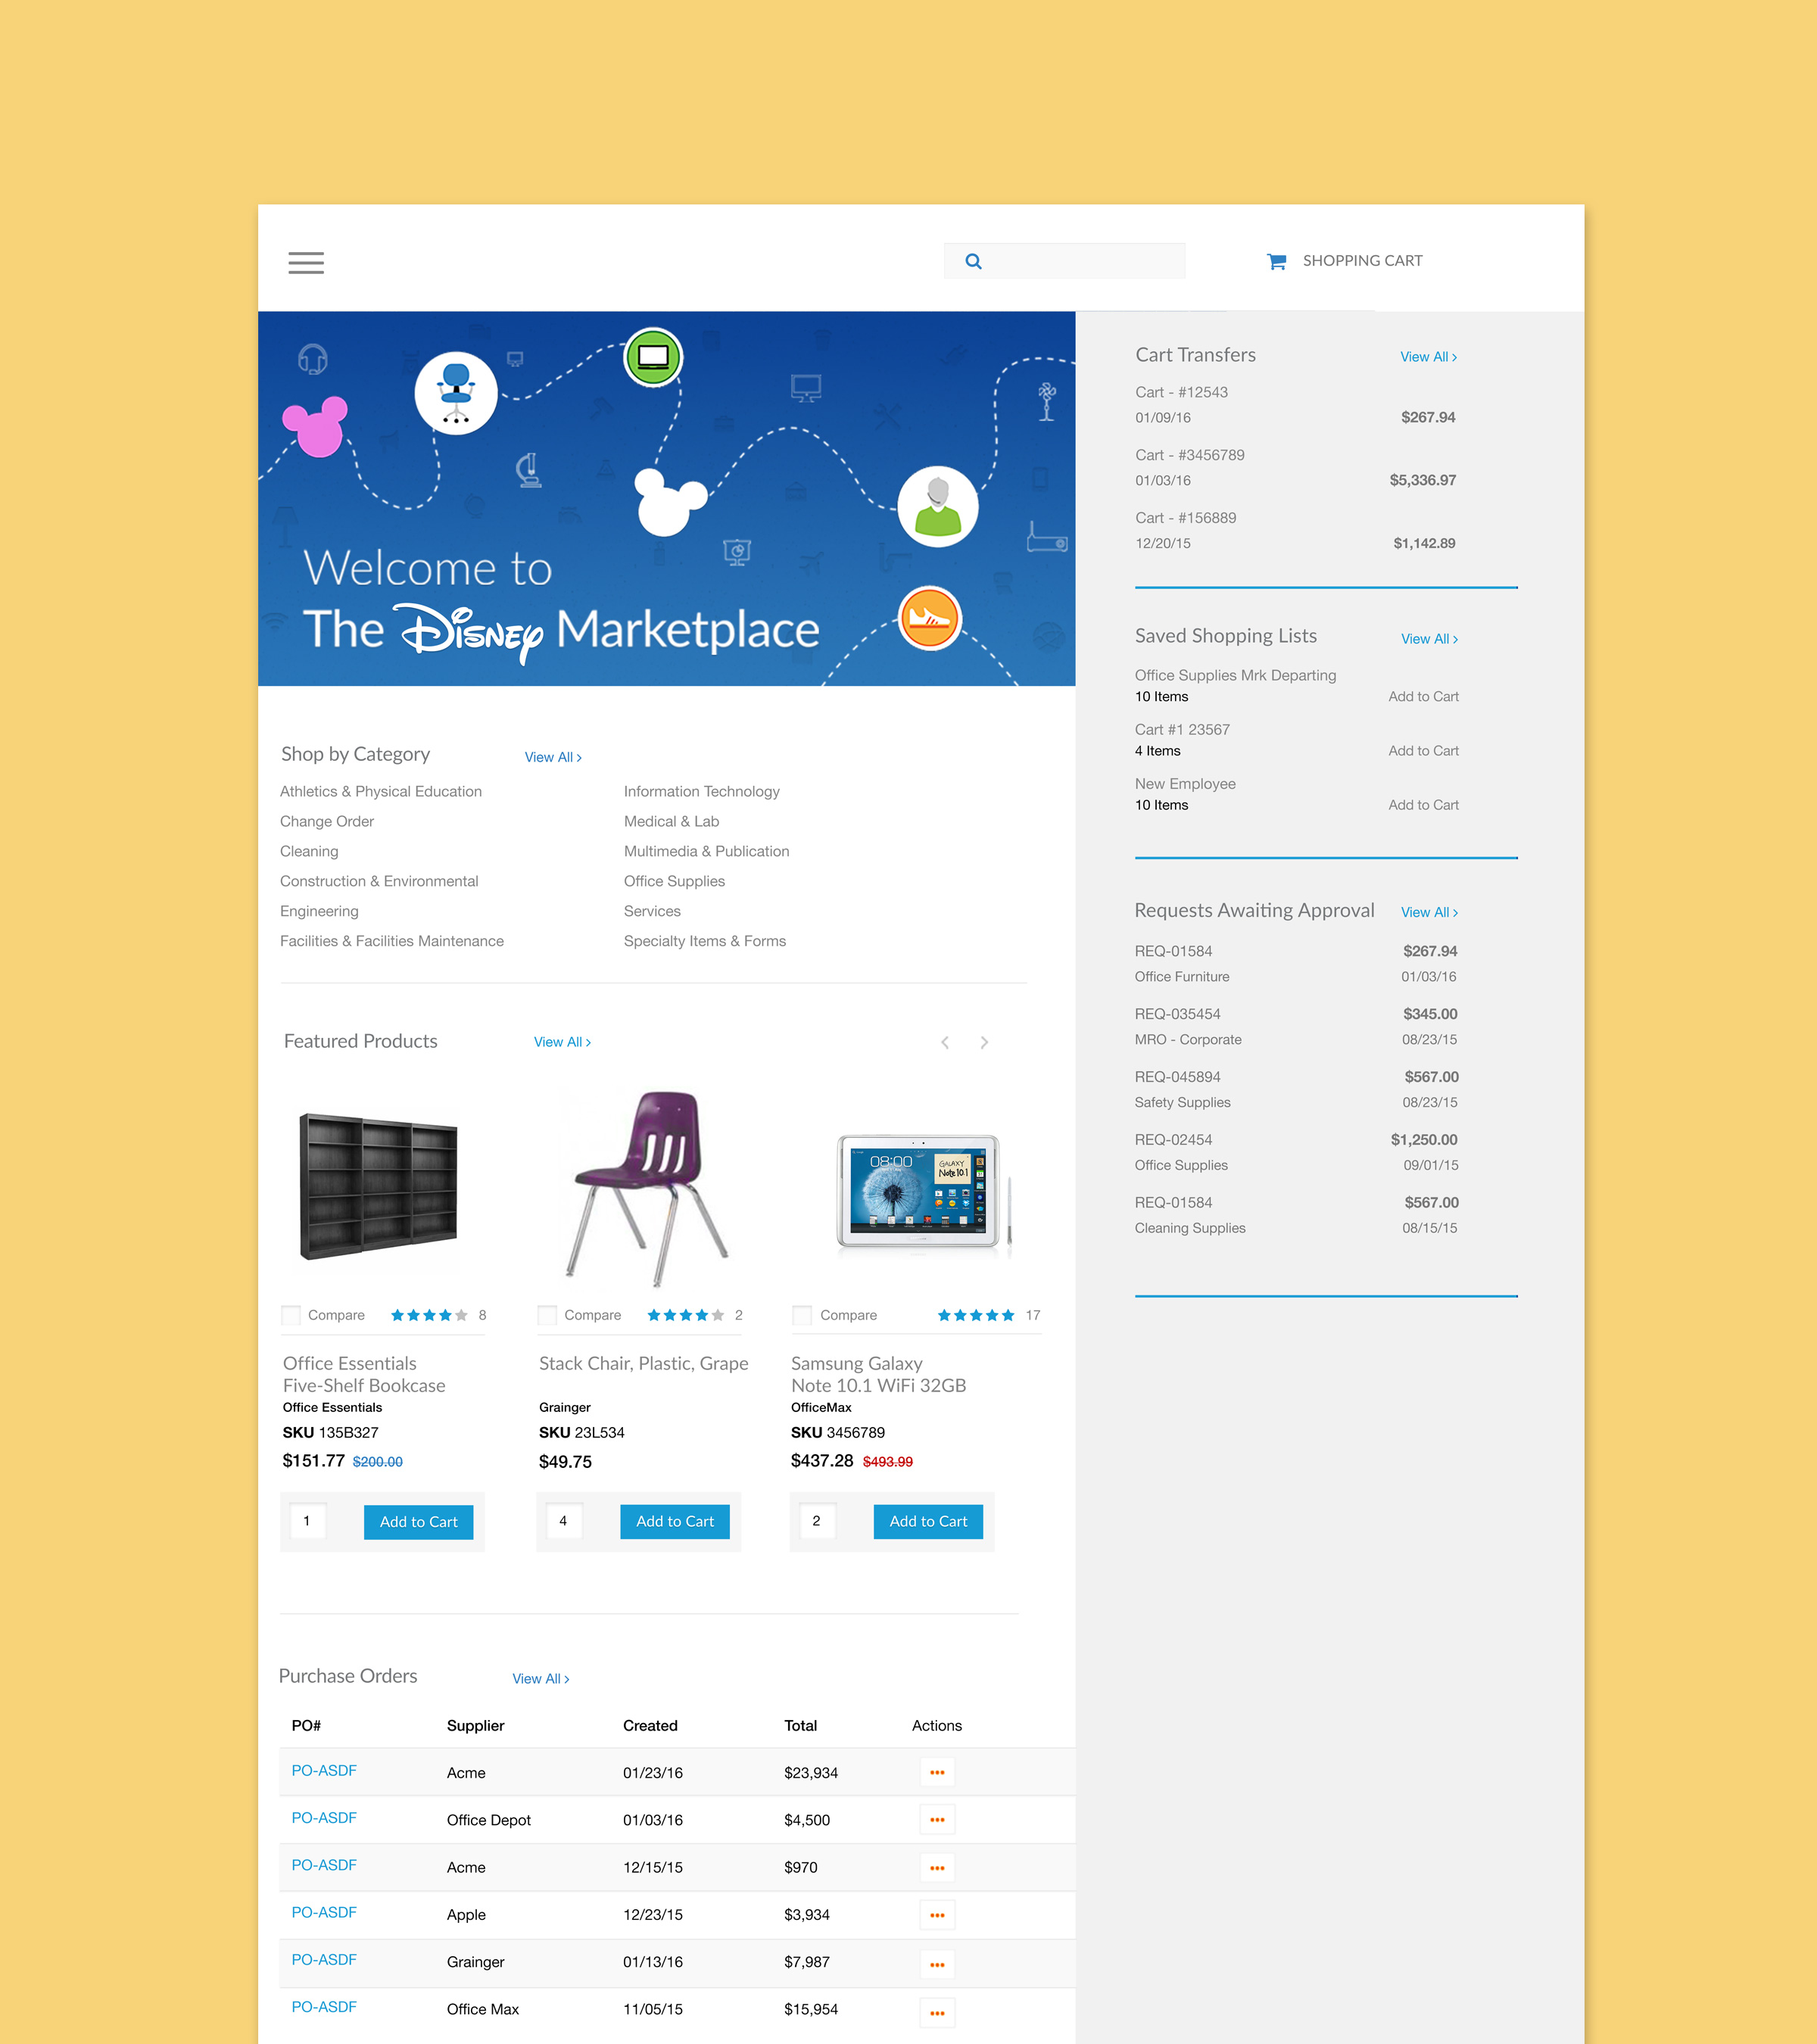 SHOPPING CART
Welcome to
The Disney Marketplace
Shop by Category View All >
Athletics & Physical Education
Change Order
Cleaning
Construction & Environmental
Engineering
Facilities & Facilities Maintenance
Information Technology
Medical & Lab
Multimedia & Publication
Office Supplies
Services
Specialty Items & Forms
Featured Products View All >
08:00
GALAXY
Note 10.1
Compare 8
Office Essentials
Five-Shelf Bookcase
Office Essentials
SKU 135B327
$151.77 $200.00
1 Add to Cart
Compare 2
Stack Chair, Plastic, Grape
Grainger
SKU 23L534
$49.75
4 Add to Cart
Compare 17
Samsung Galaxy
Note 10.1 WiFi 32GB
OfficeMax
SKU 3456789
$437.28 $493.99
2 Add to Cart
Purchase Orders View All >
PO# Supplier Created Total Actions
PO-ASDF Acme 01/23/16 $23,934
PO-ASDF Office Depot 01/03/16 $4,500
PO-ASDF Acme 12/15/15 $970
PO-ASDF Apple 12/23/15 $3,934
PO-ASDF Grainger 01/13/16 $7,987
PO-ASDF Office Max 11/05/15 $15,954
Cart Transfers View All >
Cart - #12543
01/09/16 $267.94
Cart - #3456789
01/03/16 $5,336.97
Cart - #156889
12/20/15 $1,142.89
Saved Shopping Lists View All >
Office Supplies Mrk Departing
10 Items Add to Cart
Cart #1 23567
4 Items Add to Cart
New Employee
10 Items Add to Cart
Requests Awaiting Approval View All >
REQ-01584 $267.94
Office Furniture 01/03/16
REQ-035454 $345.00
MRO - Corporate 08/23/15
REQ-045894 $567.00
Safety Supplies 08/23/15
REQ-02454 $1,250.00
Office Supplies 09/01/15
REQ-01584 $567.00
Cleaning Supplies 08/15/15